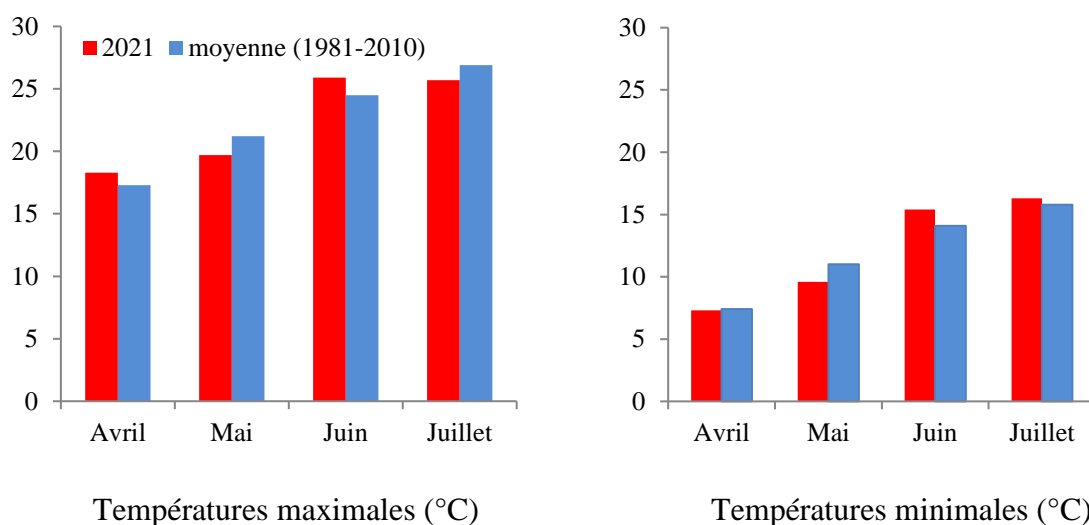 30
25
20
15
10
5
0
2021 moyenne (1981-2010)
Avril Mai Juin Juillet
Températures maximales (°C)
30
25
20
15
10
5
0
Avril Mai Juin Juillet
Températures minimales (°C)